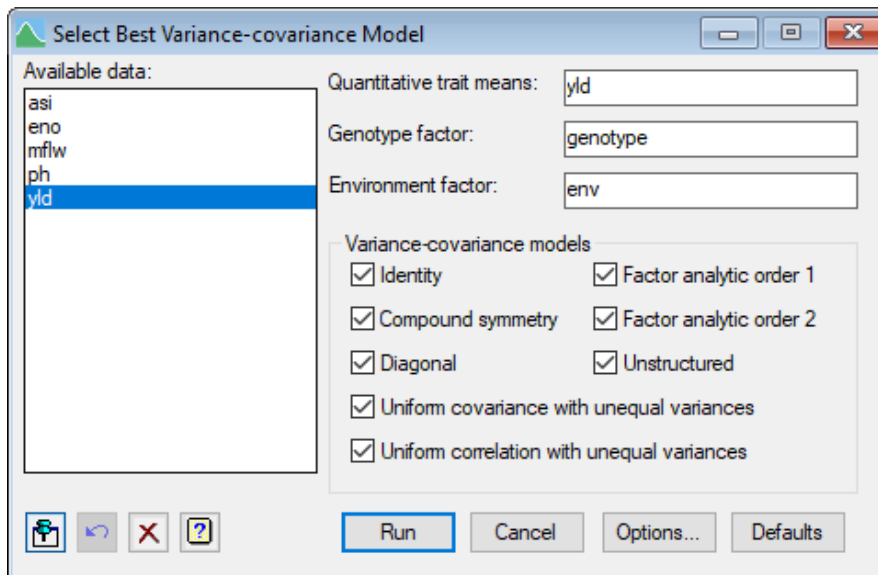 Select Best Variance-covariance Model
Available data:
asi
eno
mflw
ph
yld
Quantitative trait means: yld
Genotype factor: genotype
Environment factor: env
Variance-covariance models
Identity Factor analytic order 1
Compound symmetry Factor analytic order 2
Diagonal Unstructured
Uniform covariance with unequal variances
Uniform correlation with unequal variances
? Run Cancel Options... Defaults